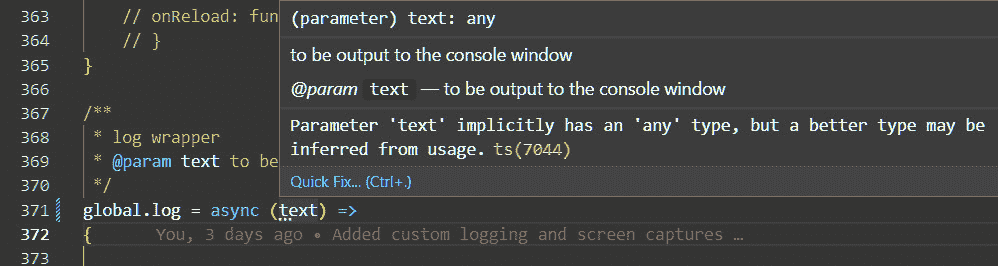 363 // onReload: fun
364 // }
365 }
366
367 /**
368 * log wrapper
369 * @param text to be
370 */
371 global.log = async (text) =>
372 { You, 3 days ago • Added custom logging and screen captures …
373
(parameter) text: any
to be output to the console window
@param text — to be output to the console window
Parameter 'text' implicitly has an 'any' type, but a better type may be
inferred from usage. ts(7044)
Quick Fix... (Ctrl+.)